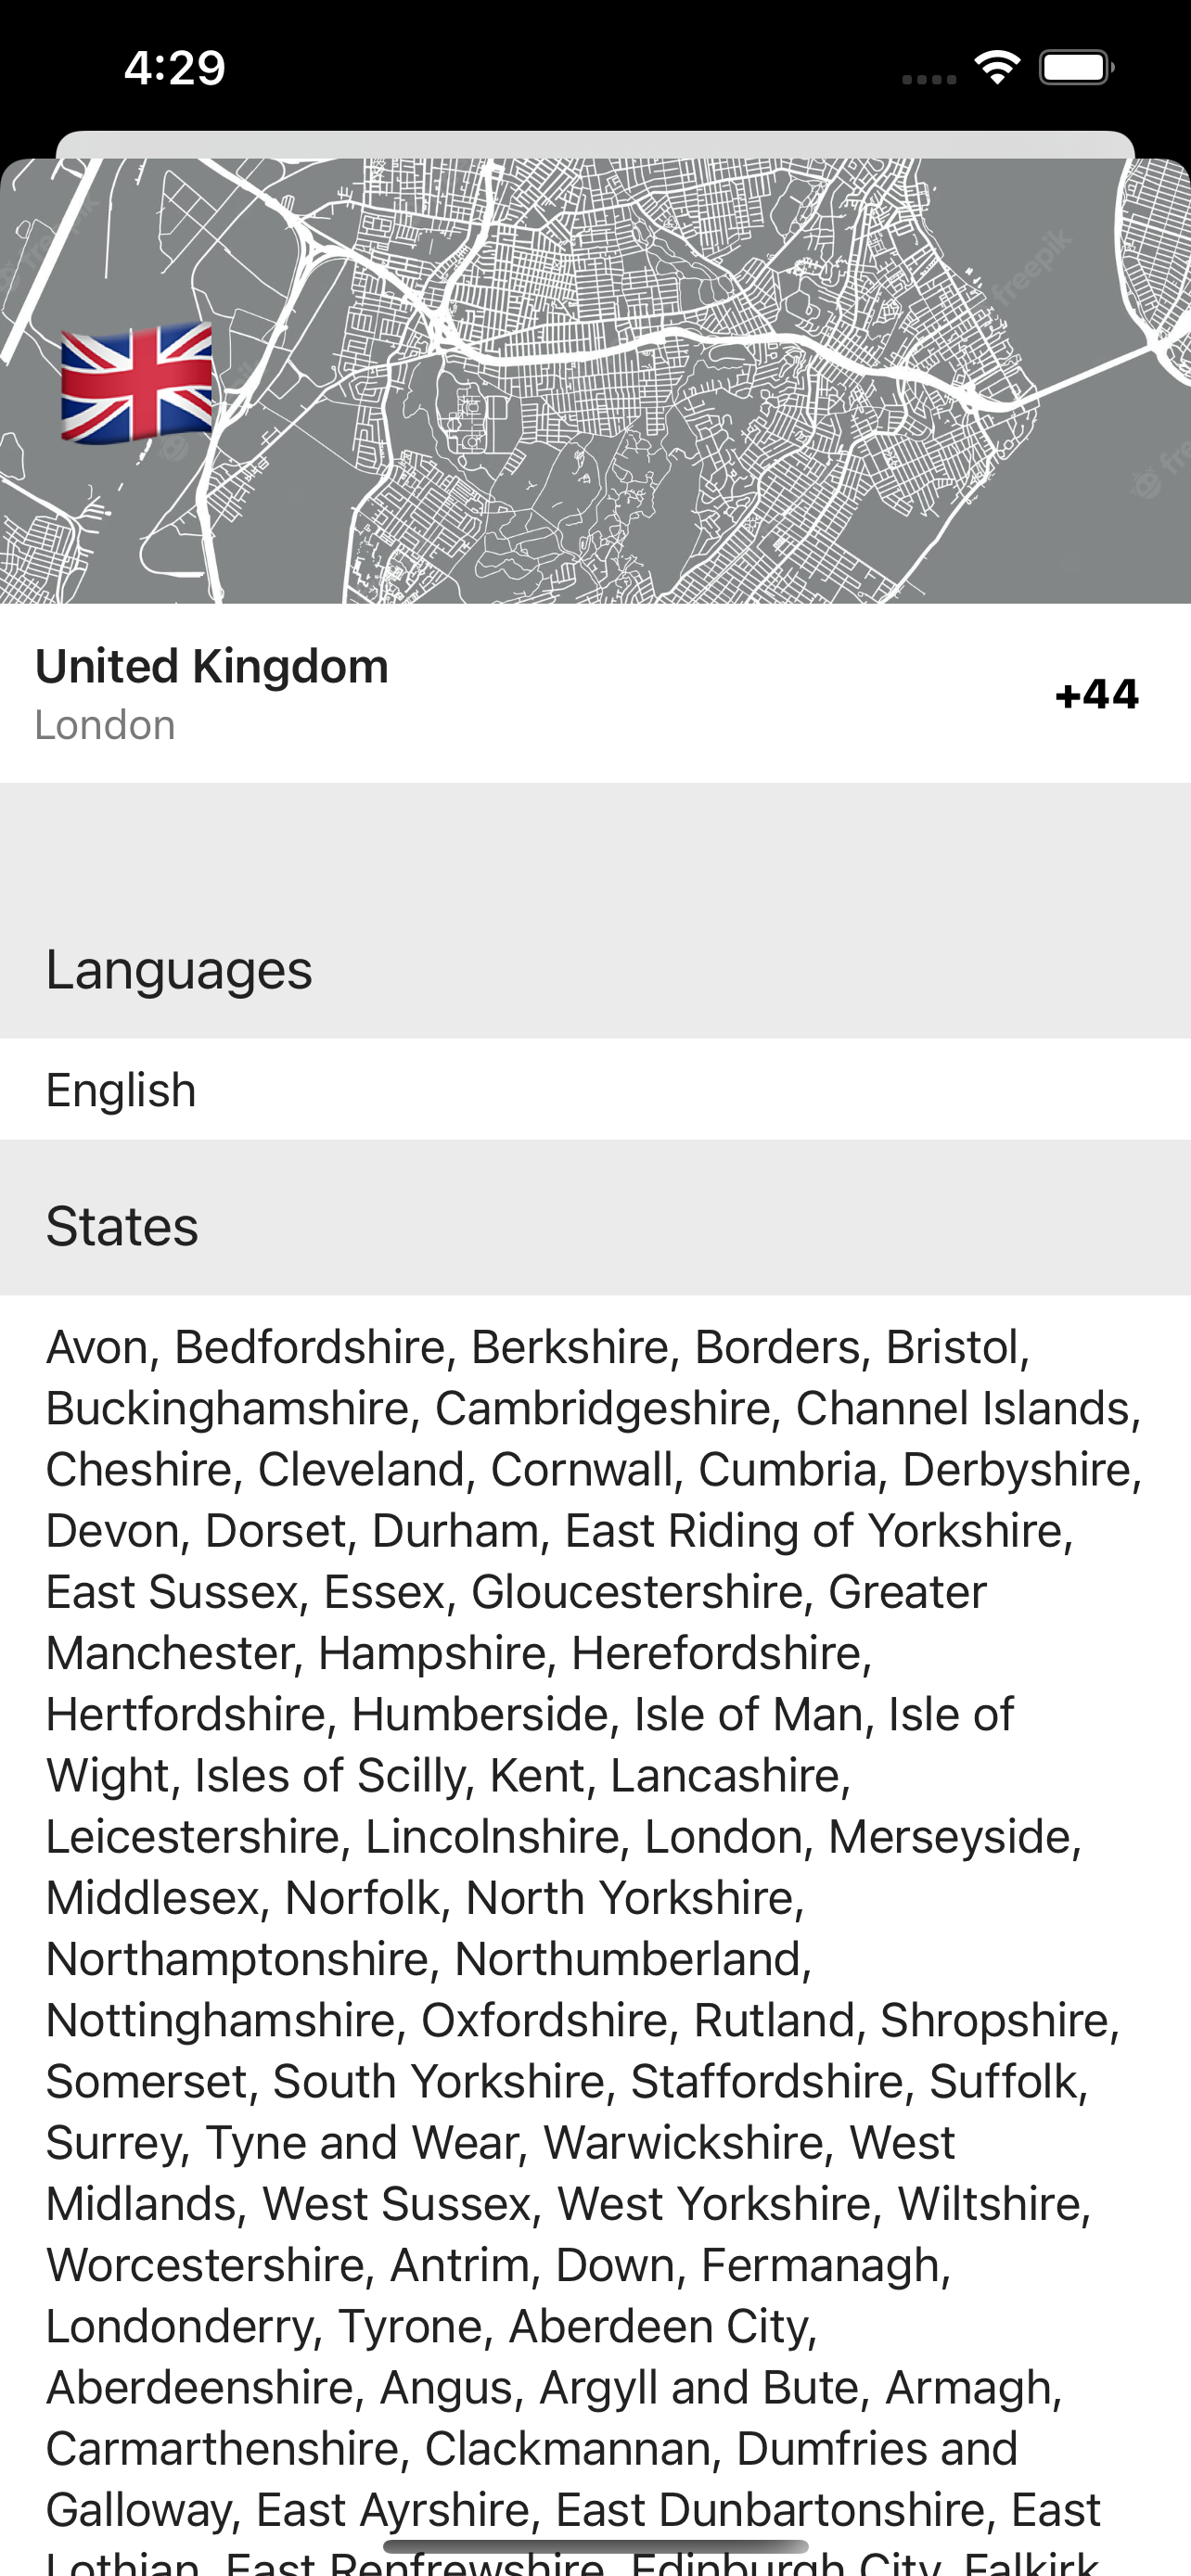 4:29
freepik
United Kingdom
London
+44
Languages
English
States
Avon, Bedfordshire, Berkshire, Borders, Bristol,
Buckinghamshire, Cambridgeshire, Channel Islands,
Cheshire, Cleveland, Cornwall, Cumbria, Derbyshire,
Devon, Dorset, Durham, East Riding of Yorkshire,
East Sussex, Essex, Gloucestershire, Greater
Manchester, Hampshire, Herefordshire,
Hertfordshire, Humberside, Isle of Man, Isle of
Wight, Isles of Scilly, Kent, Lancashire,
Leicestershire, Lincolnshire, London, Merseyside,
Middlesex, Norfolk, North Yorkshire,
Northamptonshire, Northumberland,
Nottinghamshire, Oxfordshire, Rutland, Shropshire,
Somerset, South Yorkshire, Staffordshire, Suffolk,
Surrey, Tyne and Wear, Warwickshire, West
Midlands, West Sussex, West Yorkshire, Wiltshire,
Worcestershire, Antrim, Down, Fermanagh,
Londonderry, Tyrone, Aberdeen City,
Aberdeenshire, Angus, Argyll and Bute, Armagh,
Carmarthenshire, Clackmannan, Dumfries and
Galloway, East Ayrshire, East Dunbartonshire, East
Lothian, East Renfrewshire, Edinburgh City, Falkirk,